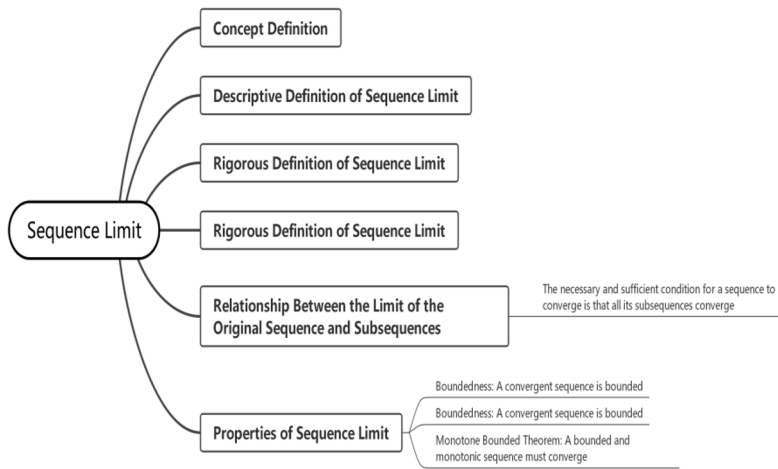 Concept Definition
Descriptive Definition of Sequence Limit
Rigorous Definition of Sequence Limit
Sequence Limit
Rigorous Definition of Sequence Limit
Relationship Between the Limit of the
Original Sequence and Subsequences
The necessary and sufficient condition for a sequence to
converge is that all its subsequences converge
Properties of Sequence Limit
Boundedness: A convergent sequence is bounded
Boundedness: A convergent sequence is bounded
Monotone Bounded Theorem: A bounded and
monotonic sequence must converge